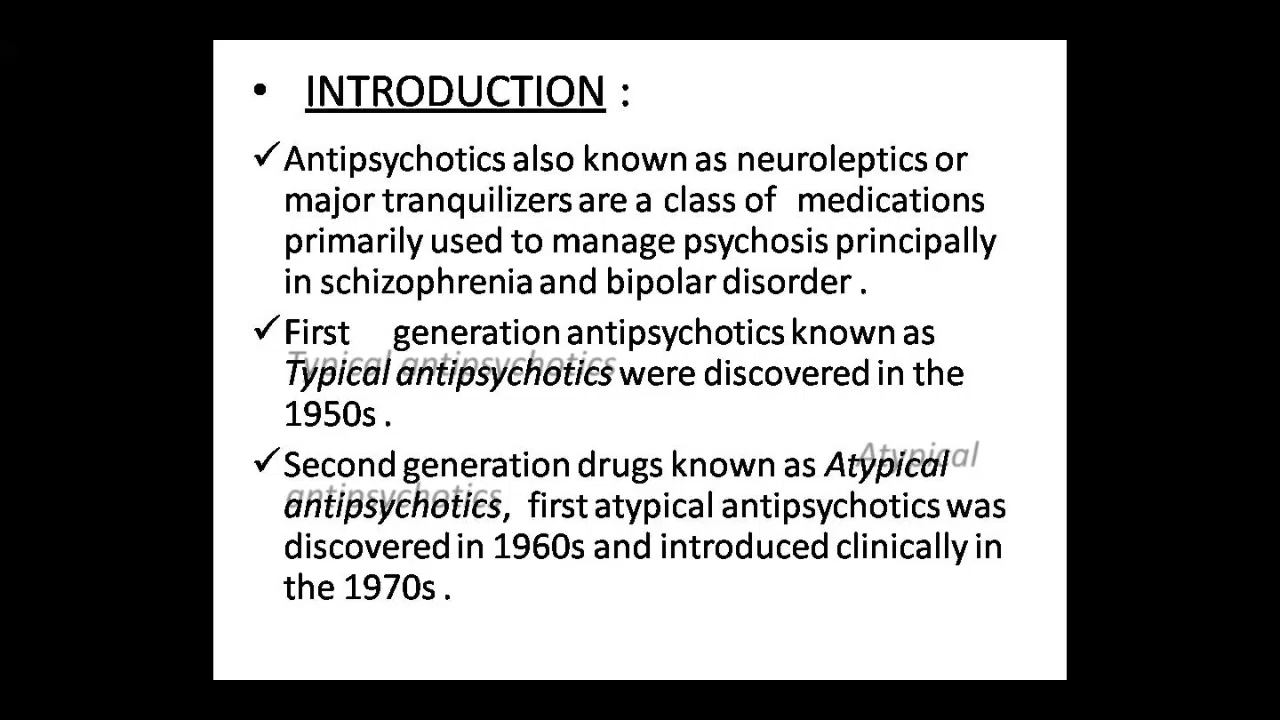 • INTRODUCTION :
✓Antipsychotics also known as neuroleptics or
major tranquilizers are a class of medications
primarily used to manage psychosis principally
in schizophrenia and bipolar disorder .
✓First generation antipsychotics known as
Typical antipsychotics were discovered in the
1950s .
✓Second generation drugs known as Atypical
antipsychotics, first atypical antipsychotics was
discovered in 1960s and introduced clinically in
the 1970s .